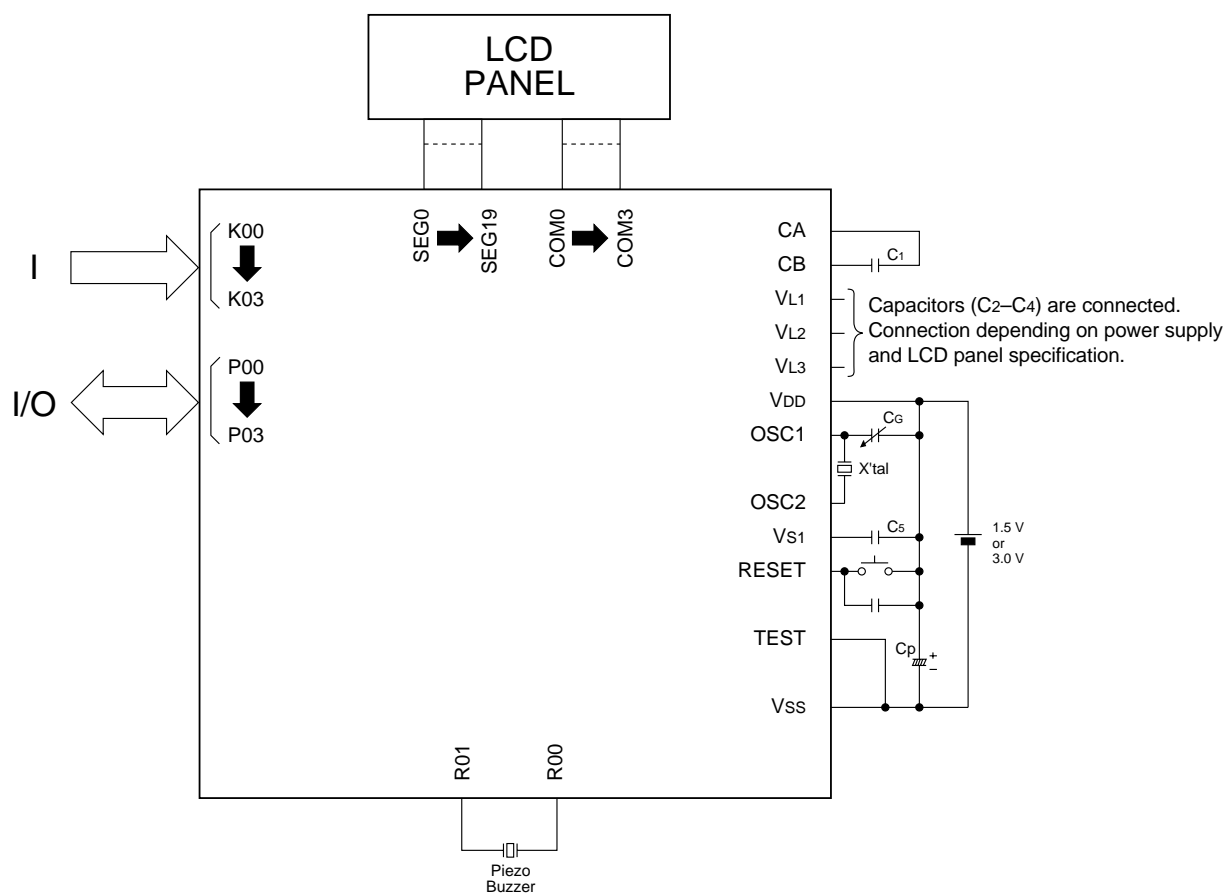 LCD
PANEL
SEG0
SEG19
COM0
COM3
I
K00
K03
I/O
P00
P03
CA
CB
C1
VL1
VL2
VL3
Capacitors (C2–C4) are connected.
Connection depending on power supply
and LCD panel specification.
VDD
OSC1
CG
X'tal
OSC2
VS1
C5
1.5 V
or
3.0 V
RESET
TEST
Cp
+
–
VSS
R01
R00
Piezo
Buzzer